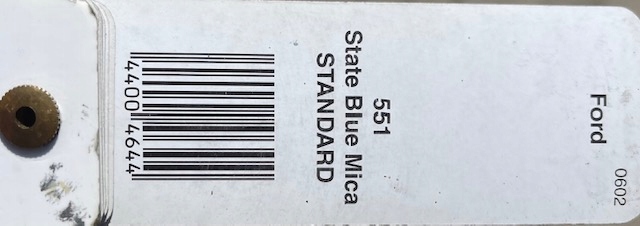 0602
Ford
551
State Blue Mica
STANDARD
4400 4644